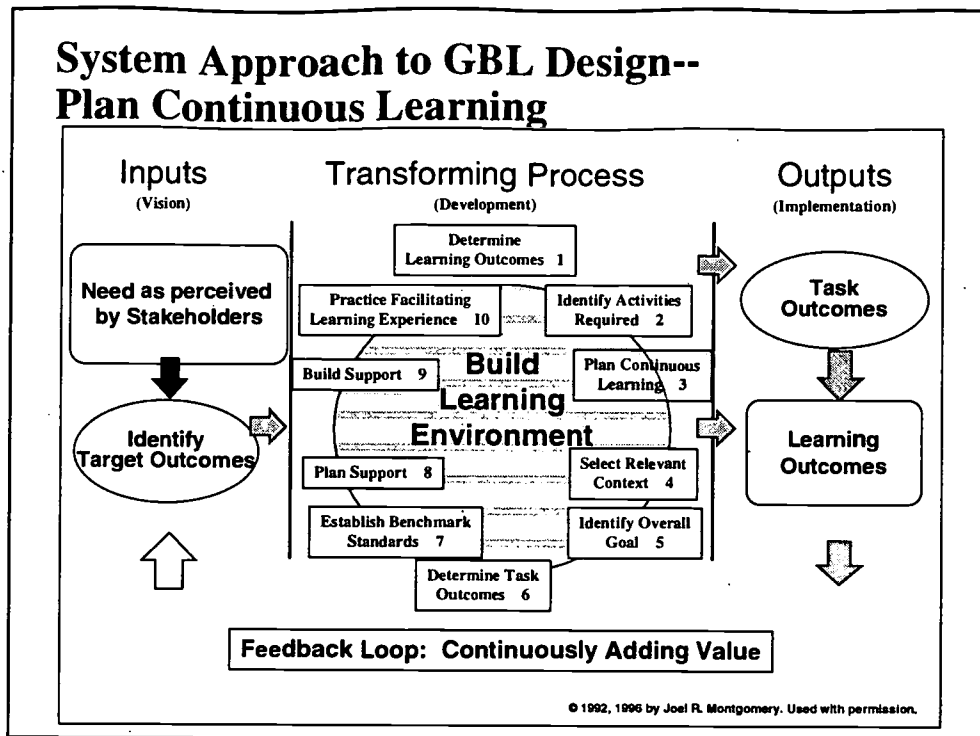 System Approach to GBL Design--
Plan Continuous Learning
Inputs
(Vision)
Transforming Process
(Development)
Outputs
(Implementation)
Need as perceived
by Stakeholders
Identify
Target Outcomes
Determine
Learning Outcomes 1
Identify Activities
Required 2
Plan Continuous
Learning 3
Select Relevant
Context 4
Identify Overall
Goal 5
Determine Task
Outcomes 6
Establish Benchmark
Standards 7
Plan Support 8
Build Support 9
Practice Facilitating
Learning Experience 10
Build
Learning
Environment
Task
Outcomes
Learning
Outcomes
Feedback Loop: Continuously Adding Value
© 1992, 1996 by Joel R. Montgomery. Used with permission.